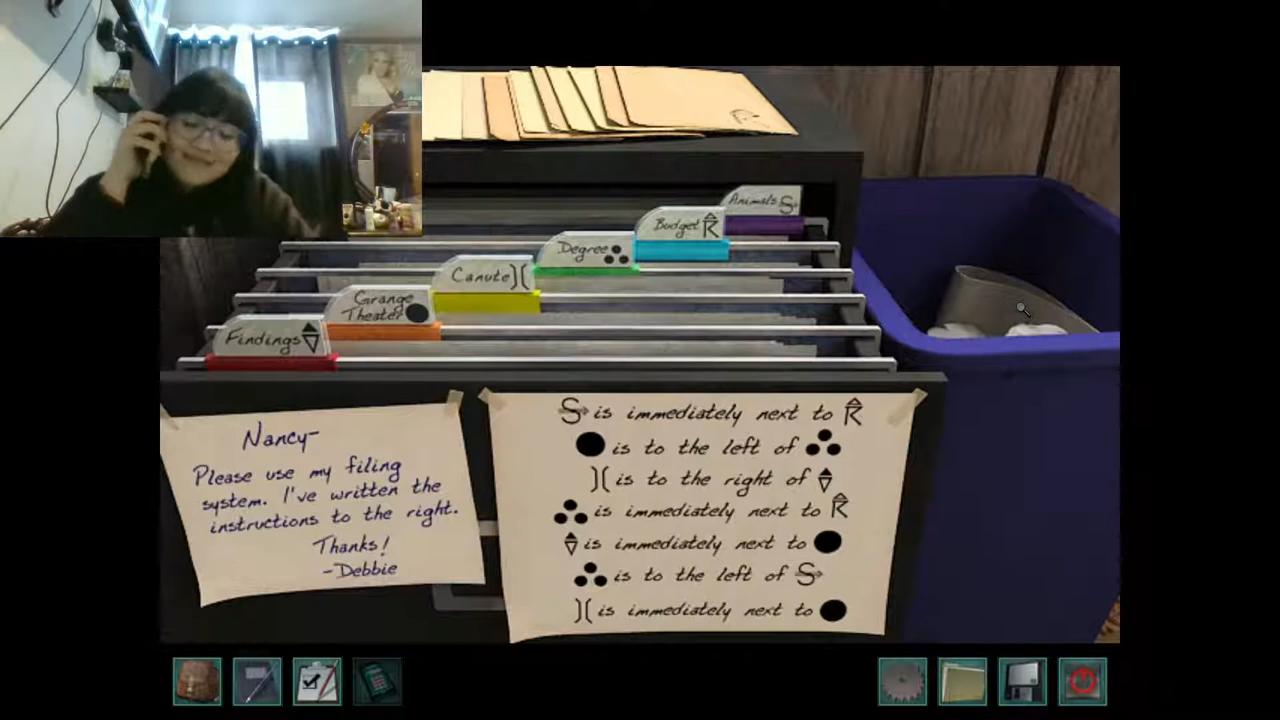 Animals
Budget
Degree
Canute
Grange
Theater
Findings
Nancy-
Please use my filing
system. I've written the
instructions to the right.
Thanks!
-Debbie
is immediately next to
is to the left of
is to the right of
is immediately next to
is immediately next to
is to the left of
is immediately next to